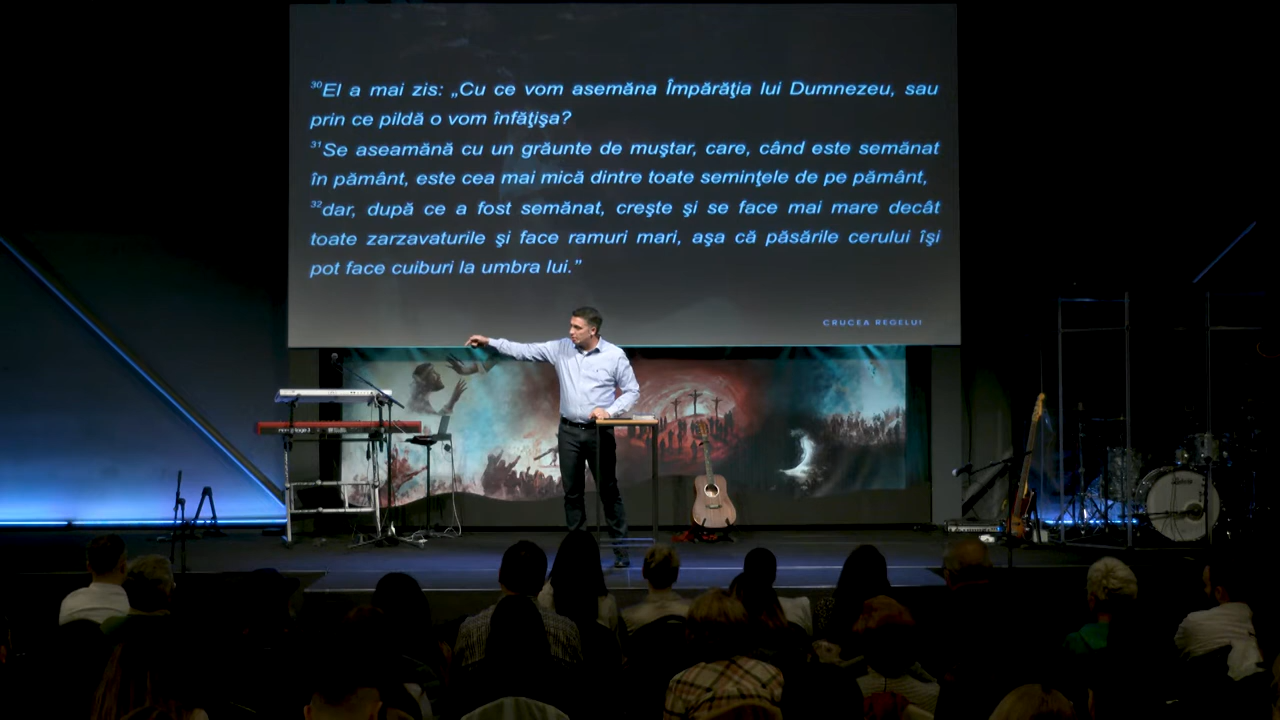 ³⁰El a mai zis: „Cu ce vom asemăna Împărăţia lui Dumnezeu, sau
prin ce pildă o vom înfăţişa?
³¹Se aseamănă cu un grăunte de muştar, care, când este semănat
în pământ, este cea mai mică dintre toate seminţele de pe pământ,
³²dar, după ce a fost semănat, creşte şi se face mai mare decât
toate zarzavaturile şi face ramuri mari, aşa că păsările cerului îşi
pot face cuiburi la umbra lui.”
CRUCEA REGELUI